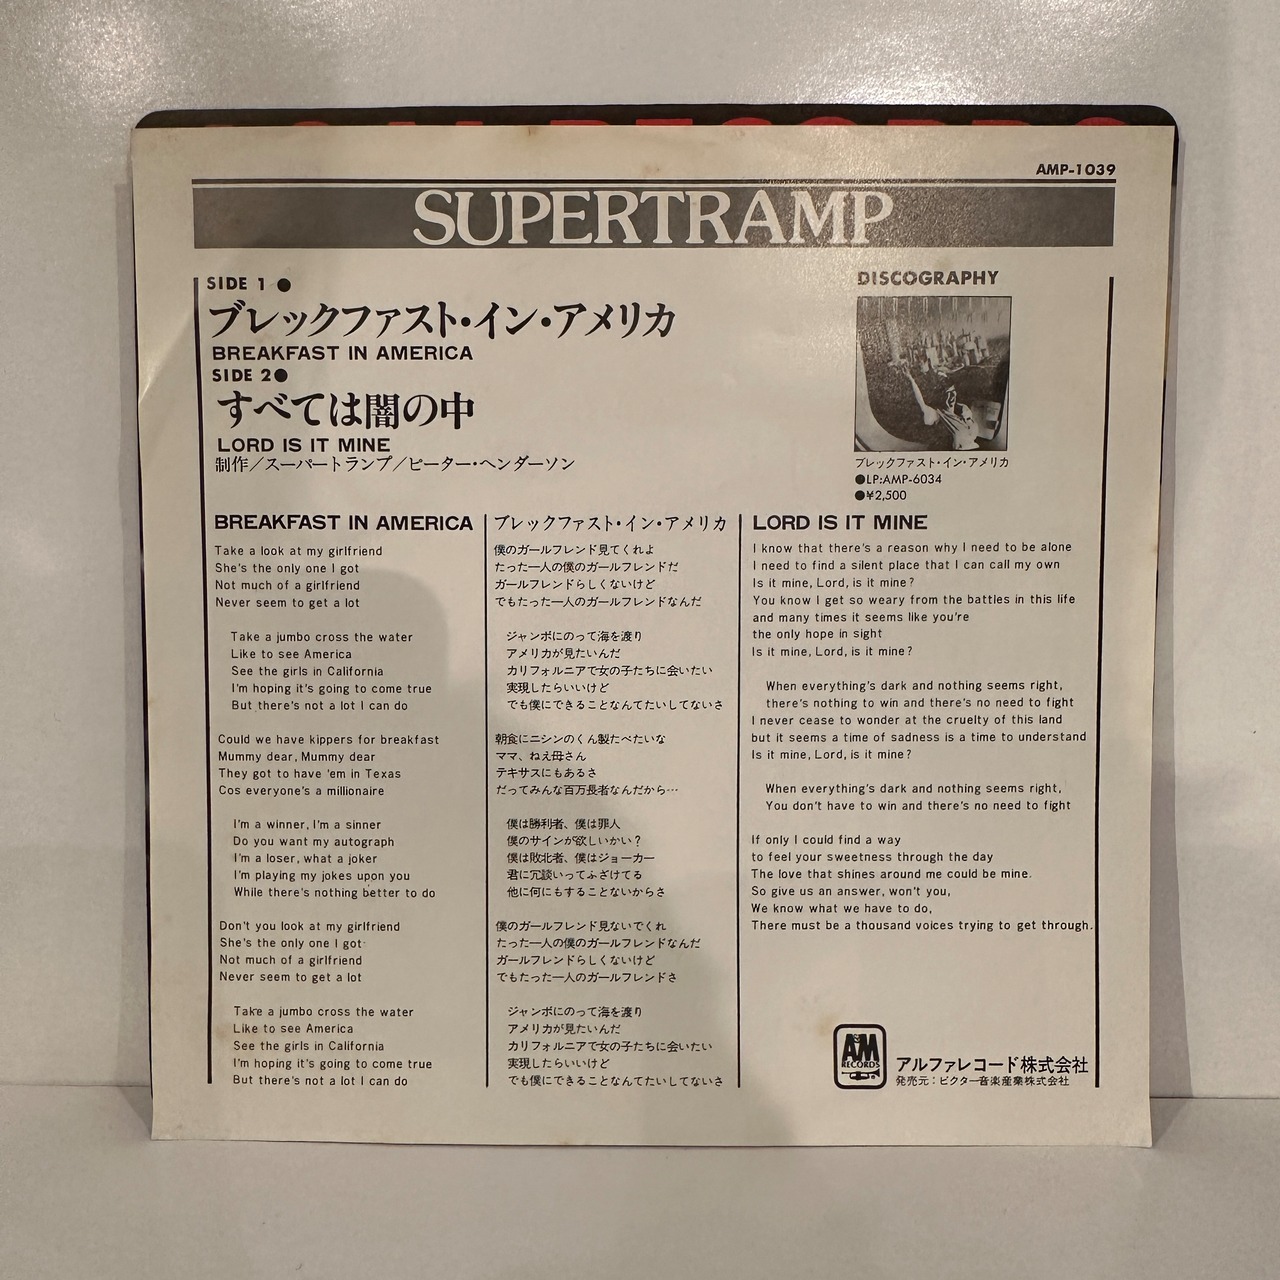 AMP-1039
SUPERTRAMP
SIDE 1 ●
ブレックファスト・イン・アメリカ
BREAKFAST IN AMERICA
SIDE 2●
すべては闇の中
LORD IS IT MINE
制作／スーパートランプ／ピーター・ヘンダーソン
DISCOGRAPHY
ブレックファスト・イン・アメリカ
●LP:AMP-6034
●¥2,500
BREAKFAST IN AMERICA
Take a look at my girlfriend
She's the only one I got
Not much of a girlfriend
Never seem to get a lot
Take a jumbo cross the water
Like to see America
See the girls in California
I'm hoping it's going to come true
But there's not a lot I can do
Could we have kippers for breakfast
Mummy dear, Mummy dear
They got to have 'em in Texas
Cos everyone's a millionaire
I'm a winner, I'm a sinner
Do you want my autograph
I'm a loser, what a joker
I'm playing my jokes upon you
While there's nothing better to do
Don't you look at my girlfriend
She's the only one I got
Not much of a girlfriend
Never seem to get a lot
Take a jumbo cross the water
Like to see America
See the girls in California
I'm hoping it's going to come true
But there's not a lot I can do
ブレックファスト・イン・アメリカ
僕のガールフレンド見てくれよ
たった一人の僕のガールフレンドだ
ガールフレンドらしくないけど
でもたった一人のガールフレンドなんだ
ジャンボにのって海を渡り
アメリカが見たいんだ
カリフォルニアで女の子たちに会いたい
実現したらいいけど
でも僕にできることなんてたいしてないさ
朝食にニシンのくん製たべたいな
ママ、ねえ母さん
テキサスにもあるさ
だってみんな百万長者なんだから…
僕は勝利者、僕は罪人
僕のサインが欲しいかい？
僕は敗北者、僕はジョーカー
君に冗談いってふざけてる
他に何にもすることないからさ
僕のガールフレンド見ないでくれ
たった一人の僕のガールフレンドなんだ
ガールフレンドらしくないけど
でもたった一人のガールフレンドさ
ジャンボにのって海を渡り
アメリカが見たいんだ
カリフォルニアで女の子たちに会いたい
実現したらいいけど
でも僕にできることなんてたいしてないさ
LORD IS IT MINE
I know that there's a reason why I need to be alone
I need to find a silent place that I can call my own
Is it mine, Lord, is it mine?
You know I get so weary from the battles in this life
and many times it seems like you're
the only hope in sight
Is it mine, Lord, is it mine?
When everything's dark and nothing seems right,
there's nothing to win and there's no need to fight
I never cease to wonder at the cruelty of this land
but it seems a time of sadness is a time to understand
Is it mine, Lord, is it mine?
When everything's dark and nothing seems right,
You don't have to win and there's no need to fight
If only I could find a way
to feel your sweetness through the day
The love that shines around me could be mine.
So give us an answer, won't you,
We know what we have to do,
There must be a thousand voices trying to get through.
A&M
RECORDS
アルファレコード株式会社
発売元：ビクター音楽産業株式会社